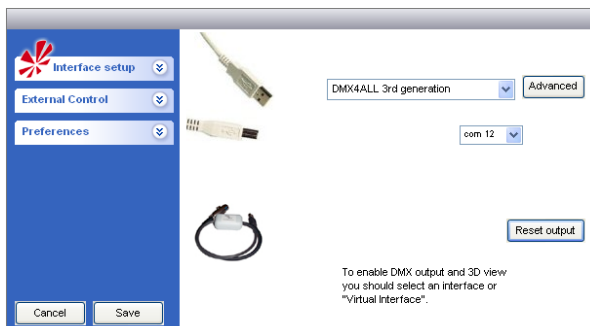 Interface setup
External Control
Preferences
DMX4ALL 3rd generation
Advanced
com 12
Reset output
To enable DMX output and 3D view
you should select an interface or
"Virtual Interface".
Cancel
Save